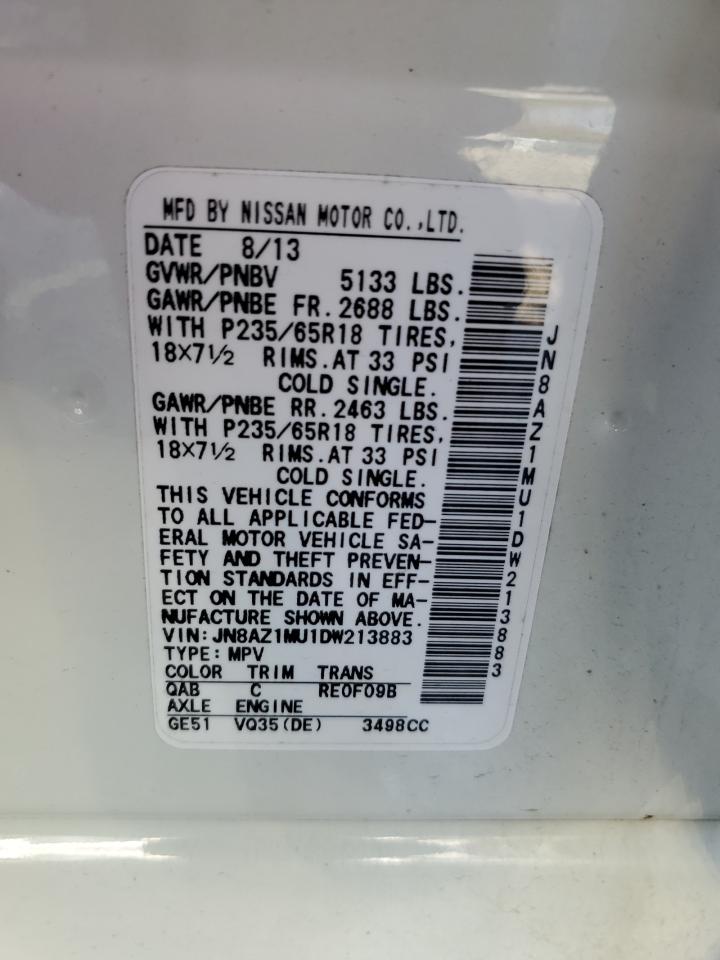 MFD BY NISSAN MOTOR CO.,LTD.
DATE 8/13
GVWR/PNBV 5133 LBS.
GAWR/PNBE FR. 2688 LBS.
WITH P235/65R18 TIRES,
18×7½ RIMS. AT 33 PSI
COLD SINGLE.
GAWR/PNBE RR. 2463 LBS.
WITH P235/65R18 TIRES,
18×7½ RIMS. AT 33 PSI
COLD SINGLE.
THIS VEHICLE CONFORMS
TO ALL APPLICABLE FED-
ERAL MOTOR VEHICLE SA-
FETY AND THEFT PREVEN-
TION STANDARDS IN EFF-
ECT ON THE DATE OF MA-
NUFACTURE SHOWN ABOVE.
VIN: JN8AZ1MU1DW213883
TYPE: MPV
COLOR TRIM TRANS
QAB C RE0F09B
AXLE ENGINE
GE51 VQ35(DE) 3498CC
JN8AZ1MU1DW213883